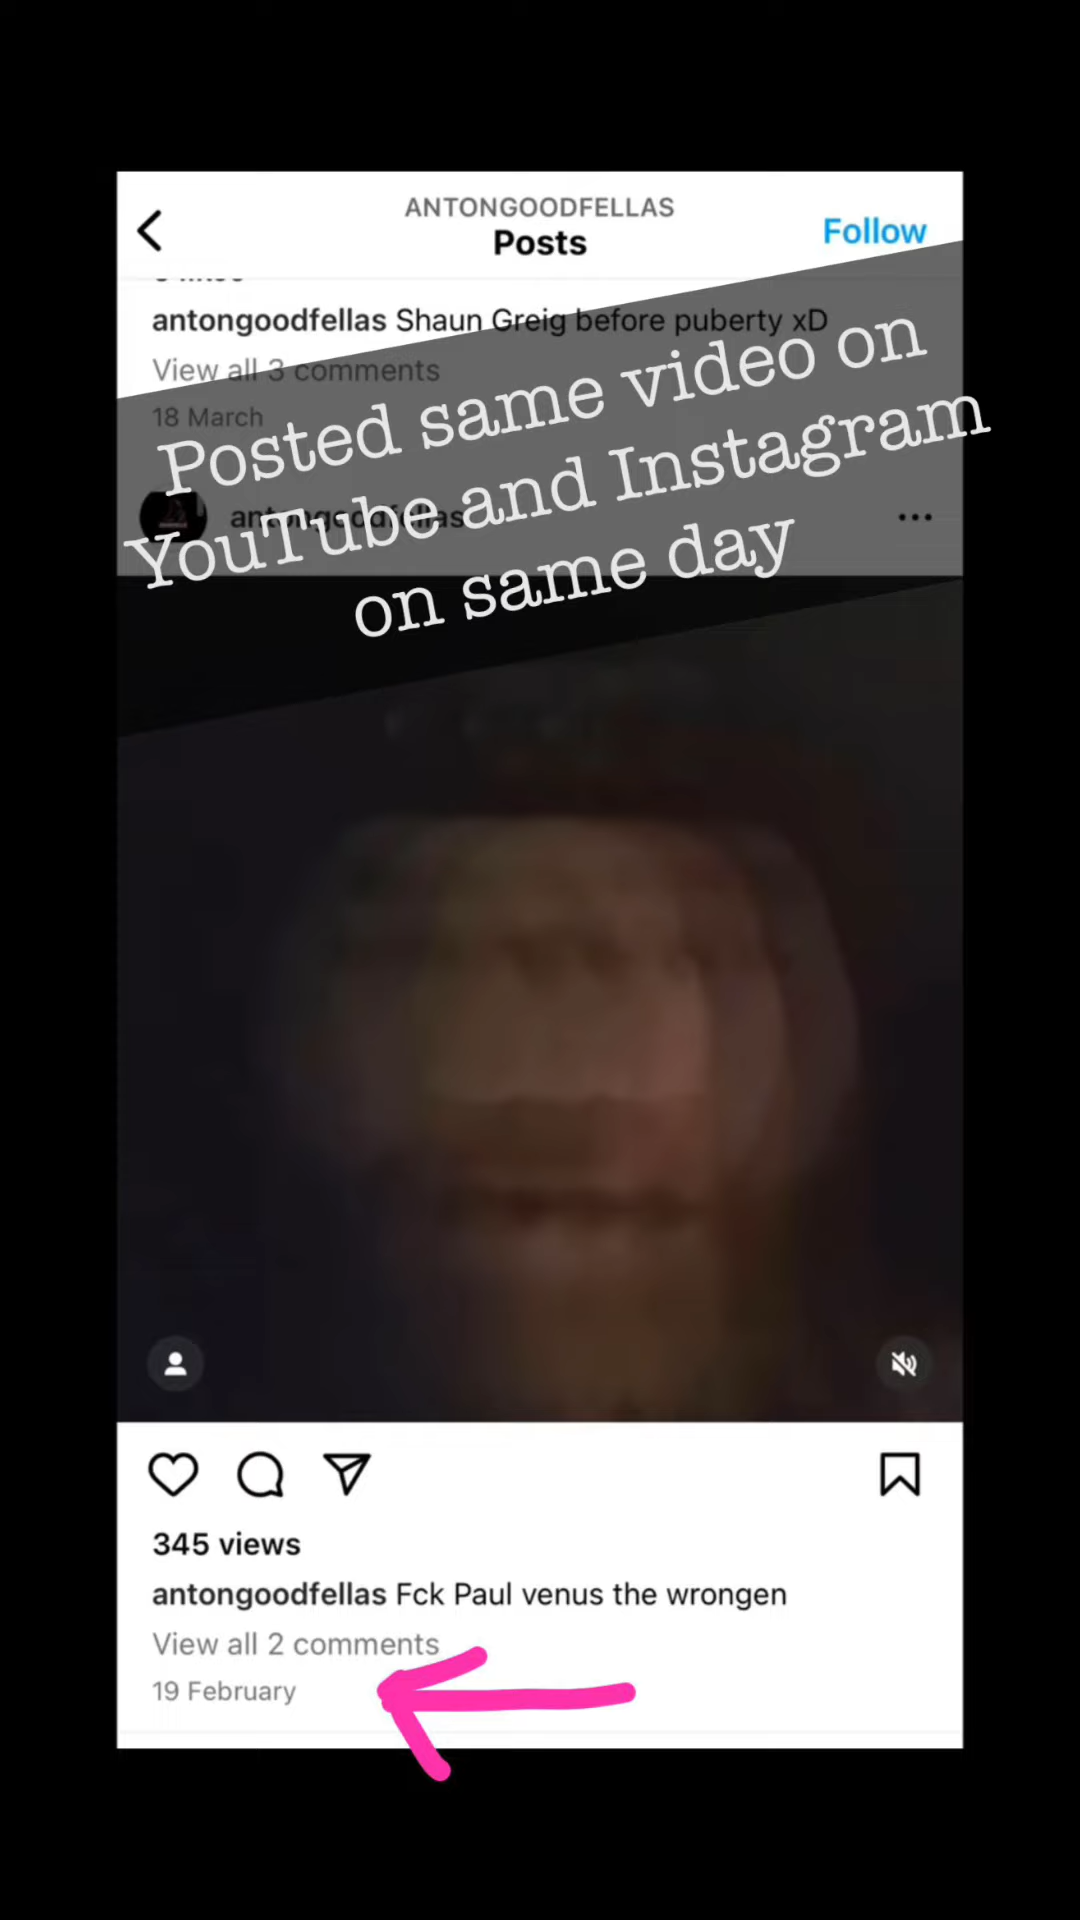 ANTONGOODFELLAS
Posts
Follow
antongoodfellas Shaun Greig before puberty xD
View all 3 comments
18 March
Posted same video on
YouTube and Instagram
on same day
antongoodfellas
345 views
antongoodfellas Fck Paul venus the wrongen
View all 2 comments
19 February